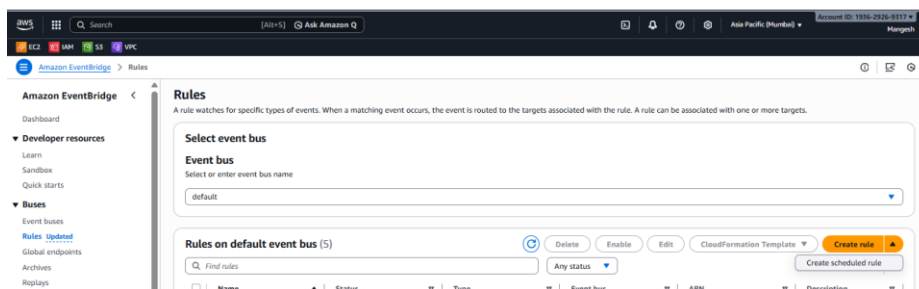 aws Search [Alt+S] Ask Amazon Q Asia Pacific (Mumbai) ▼ Account ID: 1936-2926-9317 ▼
Mangesh
EC2 IAM S3 VPC
Amazon EventBridge > Rules
Amazon EventBridge
Dashboard
Developer resources
Learn
Sandbox
Quick starts
Buses
Event buses
Rules Updated
Global endpoints
Archives
Replays
Rules
A rule watches for specific types of events. When a matching event occurs, the event is routed to the targets associated with the rule. A rule can be associated with one or more targets.
Select event bus
Event bus
Select or enter event bus name
default
Rules on default event bus (5) Delete Enable Edit CloudFormation Template ▼ Create rule
Find rules Any status ▼ Create scheduled rule
Name Status Type Event bus ARN Description